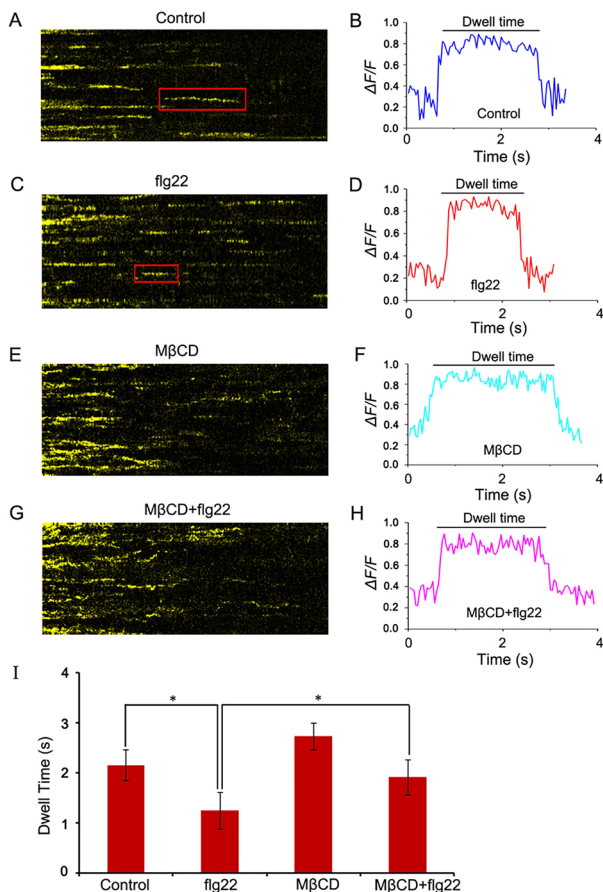 A Control
B Dwell time
ΔF/F
1.0
0.8
0.6
0.4
0.2
0.0
0 2 4
Control
Time (s)
C flg22
D Dwell time
ΔF/F
1.0
0.8
0.6
0.4
0.2
0.0
0 2 4
flg22
Time (s)
E MβCD
F Dwell time
ΔF/F
1.0
0.8
0.6
0.4
0.2
0.0
0 2 4
MβCD
Time (s)
G MβCD+flg22
H Dwell time
ΔF/F
1.0
0.8
0.6
0.4
0.2
0.0
0 2 4
MβCD+flg22
Time (s)
I
Dwell Time (s)
4
3
2
1
0
* *
Control flg22 MβCD MβCD+flg22